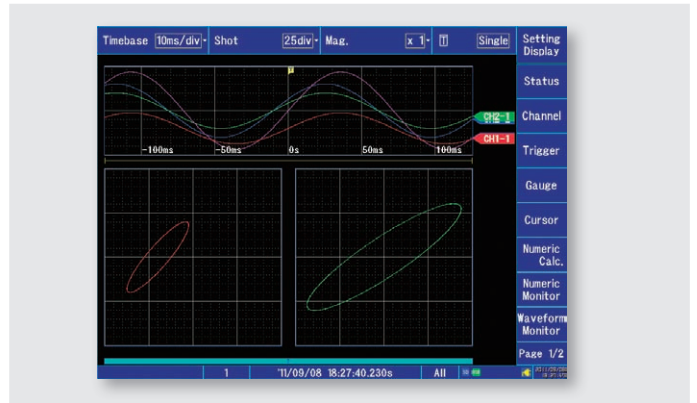 Timebase 10ms/div Shot 25div Mag. x 1 T Single
Setting
Display
Status
Channel
Trigger
Gauge
Cursor
Numeric
Calc.
Numeric
Monitor
Waveform
Monitor
Page 1/2
T
CH2-1
CH1-1
-100ms -50ms 0s 50ms 100ms
1 '11/09/08 18:27:40.230s All